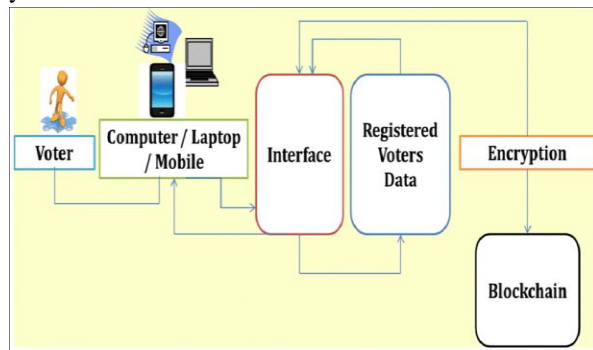 y
Voter
Computer / Laptop
/ Mobile
Interface
Registered
Voters
Data
Encryption
Blockchain